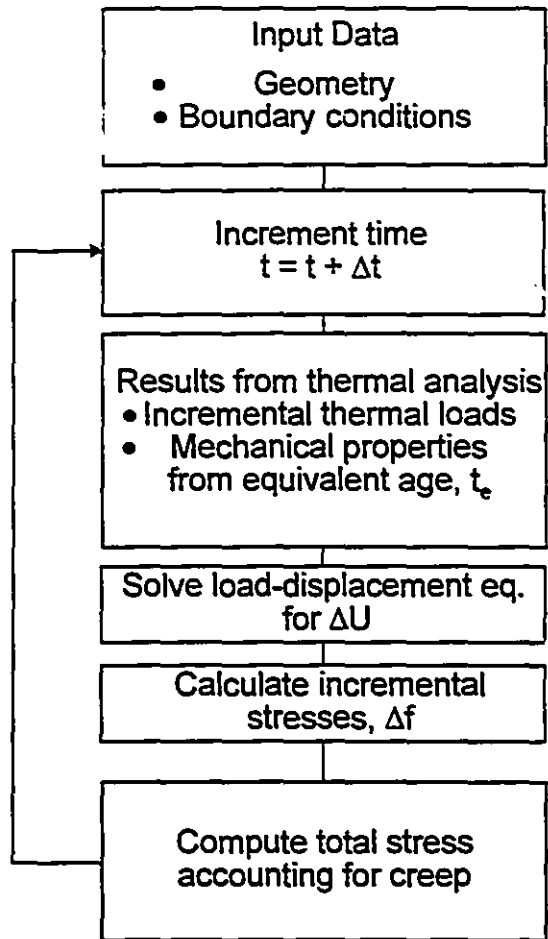 Input Data
• Geometry
• Boundary conditions
Increment time
t = t + Δt
Results from thermal analysis
• Incremental thermal loads
• Mechanical properties
from equivalent age, tₑ
Solve load-displacement eq.
for ΔU
Calculate incremental
stresses, Δf
Compute total stress
accounting for creep